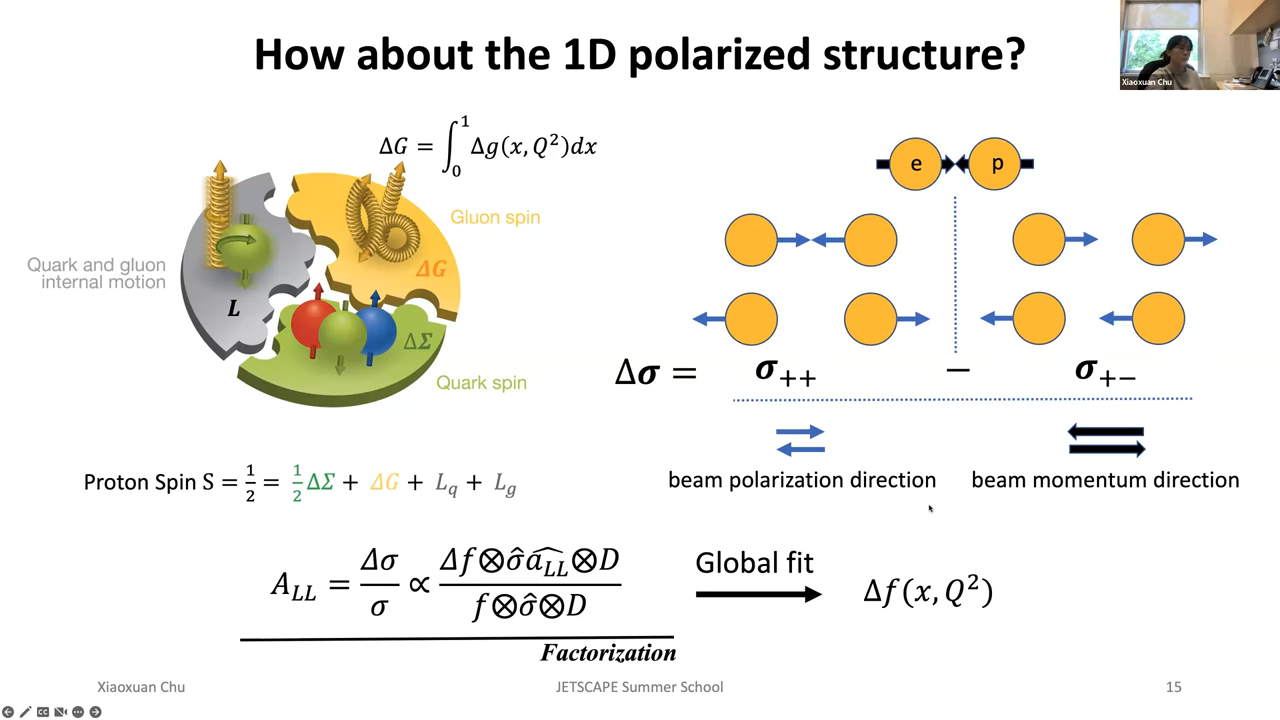 How about the 1D polarized structure?
Xiaoxuan Chu
ΔG = ∫₀¹ Δg(x, Q²)dx
Gluon spin
ΔG
Quark and gluon
internal motion
L
ΔΣ
Quark spin
Proton Spin S = 1/2 = 1/2 ΔΣ + ΔG + L_q + L_g
e
p
Δσ = σ₊₊ − σ₊₋
beam polarization direction
beam momentum direction
A_LL = Δσ/σ ∝ Δf⊗σ̂a_LL̂⊗D / f⊗σ̂⊗D
Factorization
Global fit
Δf(x, Q²)
Xiaoxuan Chu
JETSCAPE Summer School
15